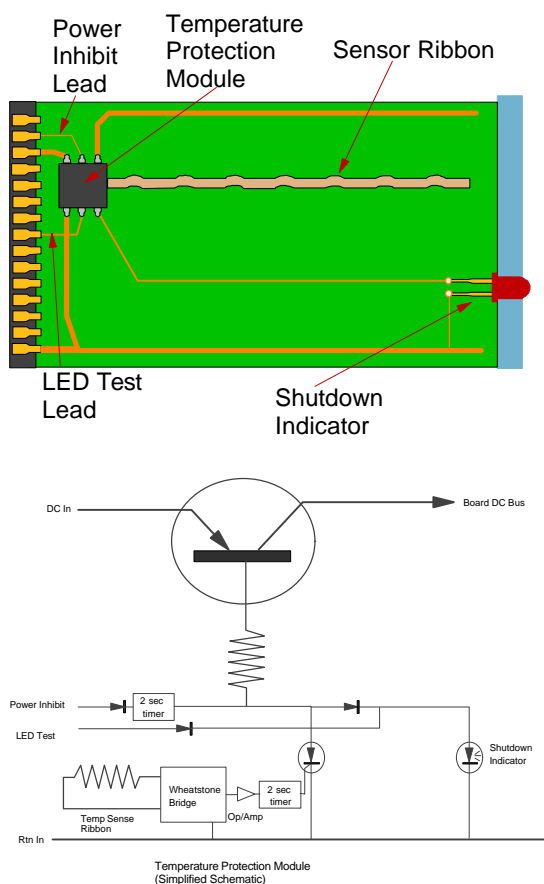 Power
Inhibit
Lead
Temperature
Protection
Module
Sensor Ribbon
LED Test
Lead
Shutdown
Indicator
DC In
Board DC Bus
Power Inhibit
2 sec
timer
LED Test
Shutdown
Indicator
Wheatstone
Bridge
2 sec
timer
Op/Amp
Temp Sense
Ribbon
Rtn In
Temperature Protection Module
(Simplified Schematic)